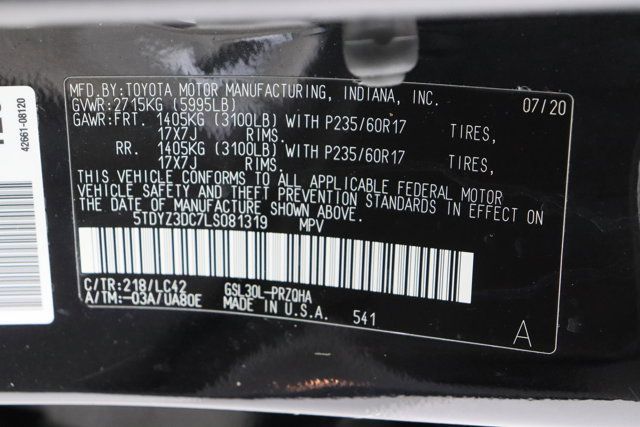 42661-08120
MFD.BY:TOYOTA MOTOR MANUFACTURING, INDIANA, INC. 07/20
GVWR:2715KG (5995LB)
GAWR:FRT. 1405KG (3100LB) WITH P235/60R17 TIRES,
17X7J RIMS.
RR. 1405KG (3100LB) WITH P235/60R17 TIRES,
17X7J RIMS.
THIS VEHICLE CONFORMS TO ALL APPLICABLE FEDERAL MOTOR
VEHICLE SAFETY AND THEFT PREVENTION STANDARDS IN EFFECT ON
THE DATE OF MANUFACTURE SHOWN ABOVE.
5TDYZ3DC7LS081319 MPV
C/TR:218/LC42 GSL30L-PRZQHA
A/TM:-03A/UA80E MADE IN U.S.A. 541 A